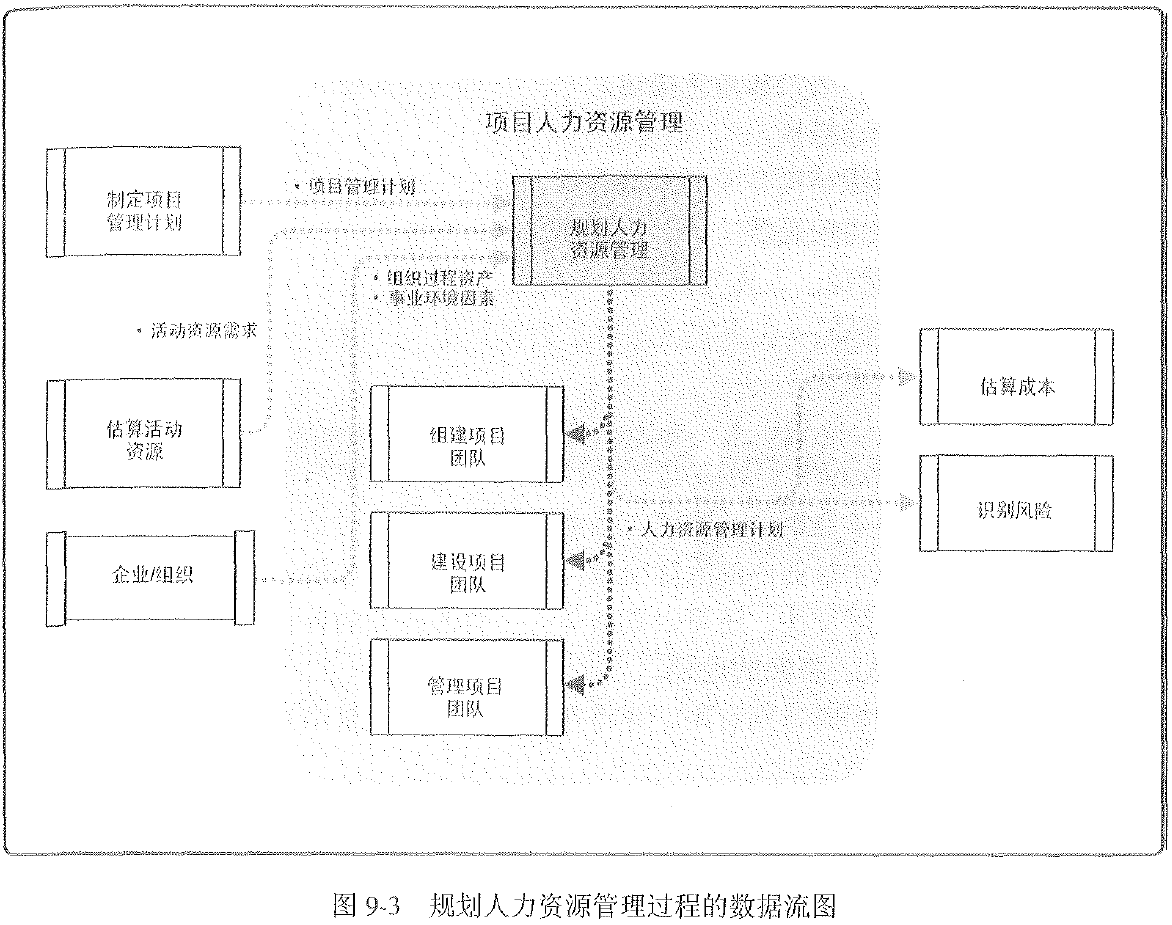 项目人力资源管理
制定项目
管理计划
• 项目管理计划
规划人力
资源管理
• 组织过程资产
• 事业环境因素
• 活动资源需求
估算活动
资源
企业/组织
组建项目
团队
建设项目
团队
管理项目
团队
• 人力资源管理计划
估算成本
识别风险
图 9-3 规划人力资源管理过程的数据流图